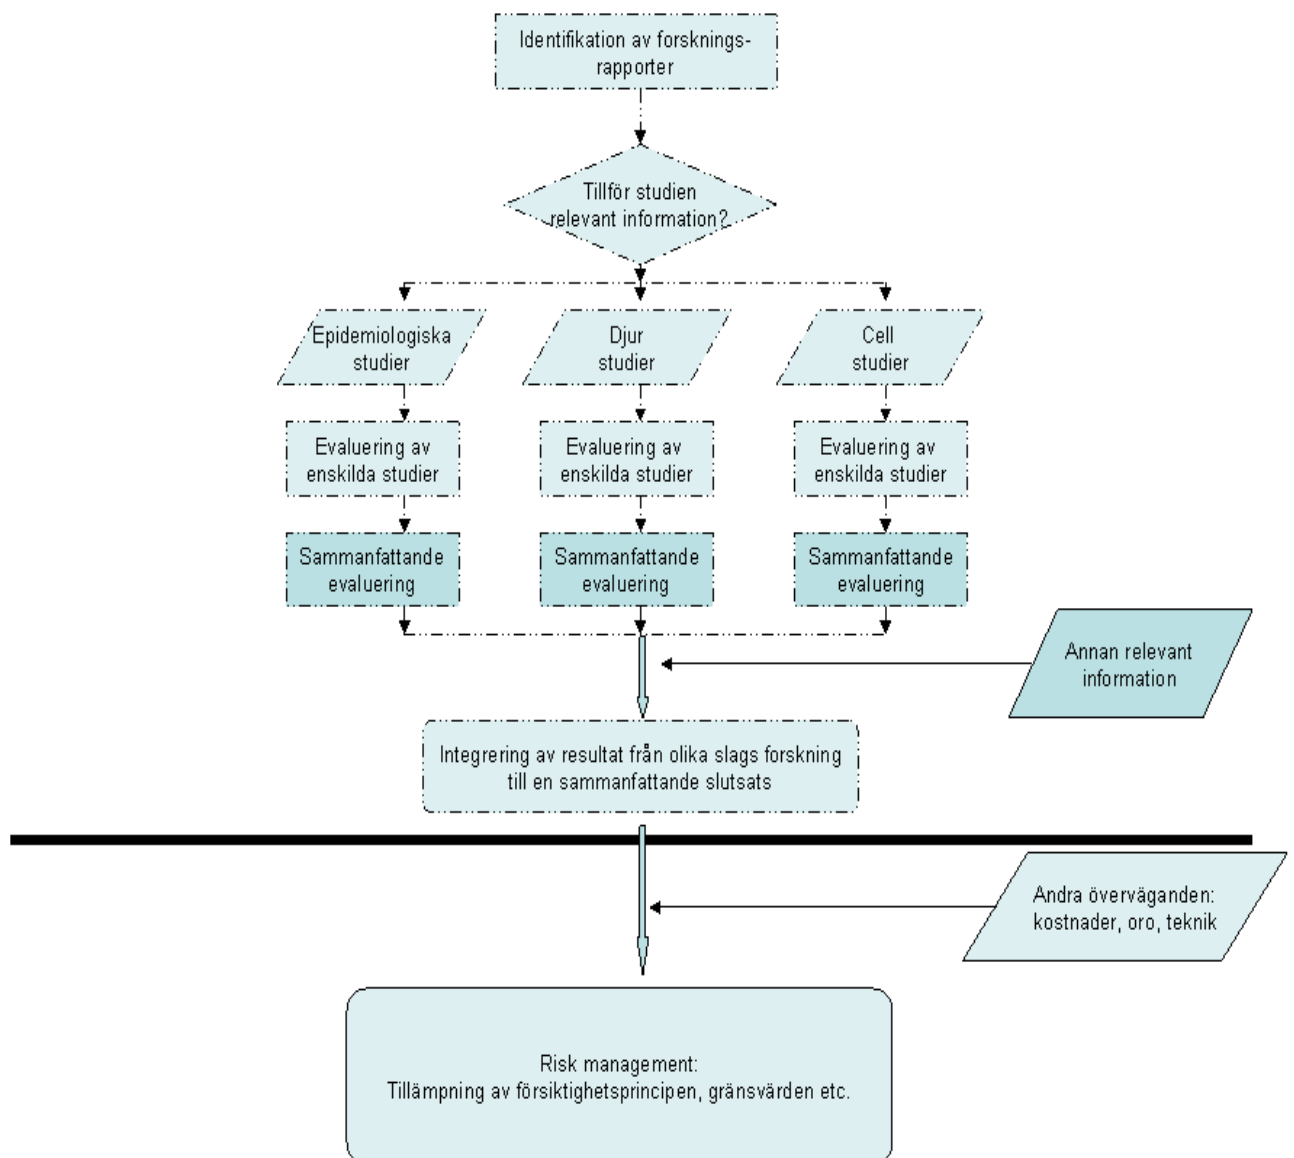 Identifikation av forsknings-
rapporter
Tillför studien
relevant information?
Epidemiologiska
studier
Djur
studier
Cell
studier
Evaluering av
enskilda studier
Evaluering av
enskilda studier
Evaluering av
enskilda studier
Sammanfattande
evaluering
Sammanfattande
evaluering
Sammanfattande
evaluering
Annan relevant
information
Integrering av resultat från olika slags forskning
till en sammanfattande slutsats
Andra överväganden:
kostnader, oro, teknik
Risk management:
Tillämpning av försiktighetsprincipen, gränsvärden etc.